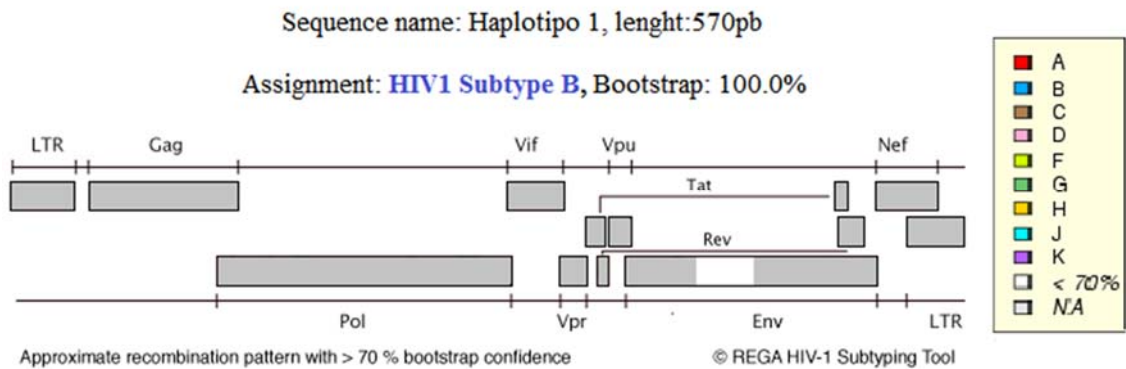 Sequence name: Haplotipo 1, lenght:570pb
Assignment: HIV1 Subtype B, Bootstrap: 100.0%
LTR Gag Vif Vpu Nef
Tat
Rev
Pol Vpr Env LTR
Approximate recombination pattern with > 70 % bootstrap confidence © REGA HIV-1 Subtyping Tool
A
B
C
D
F
G
H
J
K
< 70%
N.A